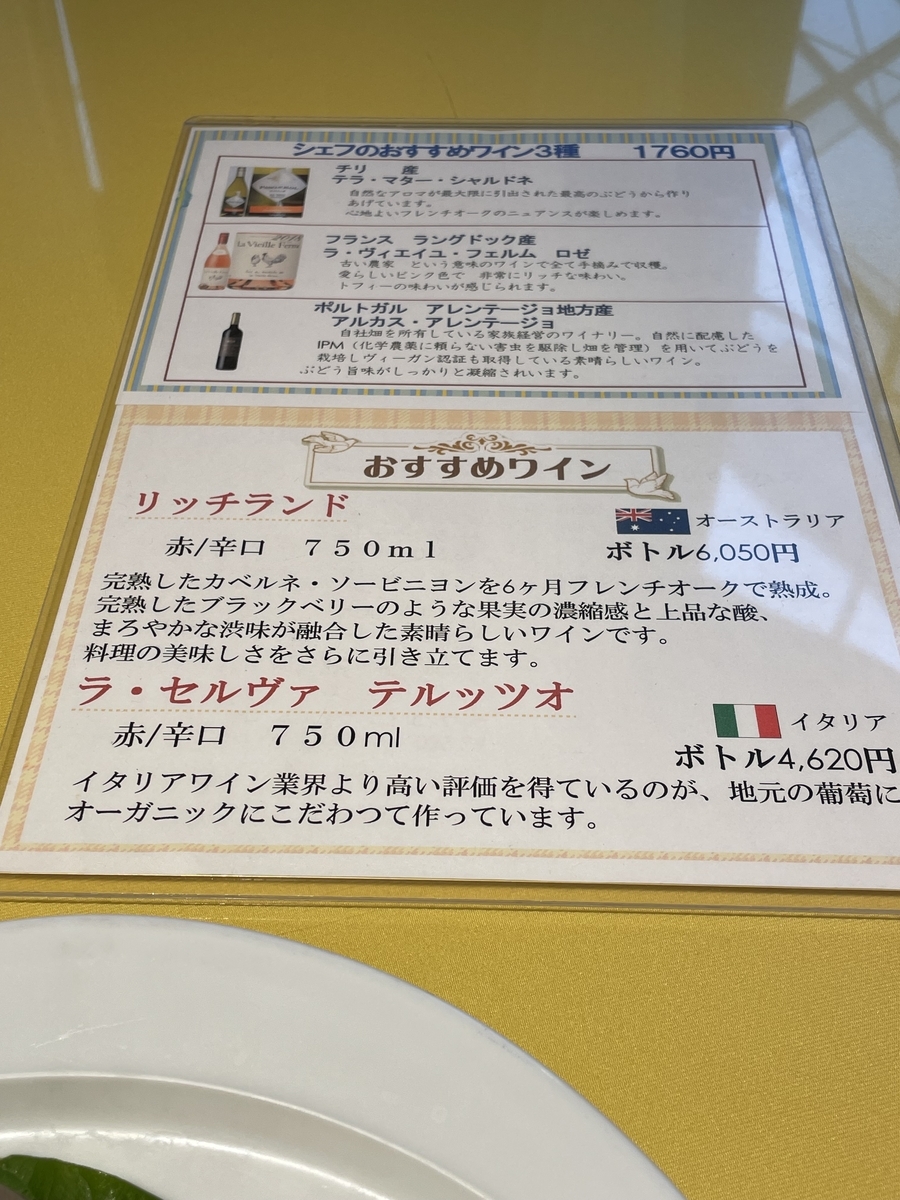 シェフのおすすめワイン3種　1760円
チリ　産
テラ・マター・シャルドネ
自然なアロマが最大限に引出された最高のぶどうから作り
あげています。
心地よいフレンチオークのニュアンスが楽しめます。
2018
La Vieille Ferme
フランス　ラングドック産
ラ・ヴィエイユ・フェルム　ロゼ
古い農家　という意味のワインで全て手摘みで収穫。
愛らしいピンク色で　非常にリッチな味わい。
トフィーの味わいが感じられます。
ポルトガル　アレンテージョ地方産
アルカス・アレンテージョ
自社畑を所有している家族経営のワイナリー。自然に配慮した
IPM（化学農薬に頼らない害虫を駆除し畑を管理）を用いてぶどうを
栽培しヴィーガン認証も取得している素晴らしいワイン。
ぶどう旨味がしっかりと凝縮されいます。
おすすめワイン
リッチランド
オーストラリア
赤/辛口　７５０ｍｌ
ボトル6,050円
完熟したカベルネ・ソービニヨンを6ヶ月フレンチオークで熟成。
完熟したブラックベリーのような果実の濃縮感と上品な酸、
まろやかな渋味が融合した素晴らしいワインです。
料理の美味しさをさらに引き立てます。
ラ・セルヴァ　テルッツオ
イタリア
赤/辛口　７５０ml
ボトル4,620円
イタリアワイン業界より高い評価を得ているのが、地元の葡萄に
オーガニックにこだわつて作っています。